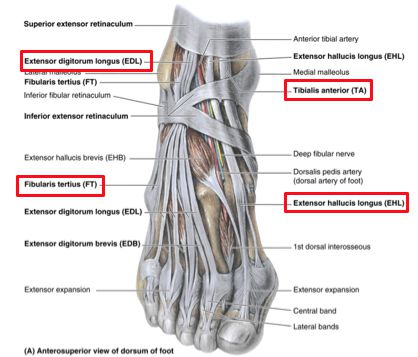 Superior extensor retinaculum
Anterior tibial artery
Extensor digitorum longus (EDL)
Extensor hallucis longus (EHL)
Lateral malleolus
Medial malleolus
Fibularis tertius (FT)
Tibialis anterior (TA)
Inferior fibular retinaculum
Inferior extensor retinaculum
Extensor hallucis brevis (EHB)
Deep fibular nerve
Dorsalis pedis artery
(dorsal artery of foot)
Fibularis tertius (FT)
Extensor hallucis longus (EHL)
Extensor digitorum longus (EDL)
Extensor digitorum brevis (EDB)
1st dorsal interosseous
Extensor expansion
Extensor expansion
Central band
Lateral bands
(A) Anterosuperior view of dorsum of foot